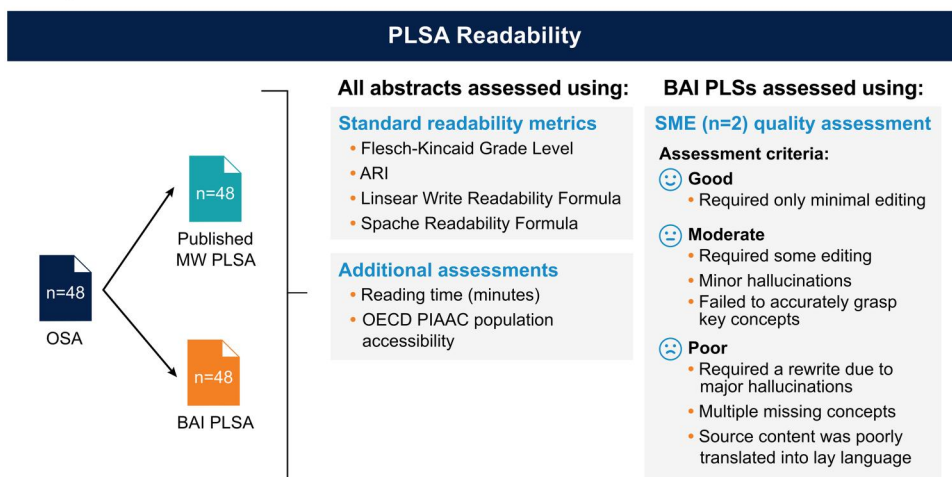 PLSA Readability
n=48
OSA
n=48
Published
MW PLSA
n=48
BAI PLSA
All abstracts assessed using:
Standard readability metrics
• Flesch-Kincaid Grade Level
• ARI
• Linsear Write Readability Formula
• Spache Readability Formula
Additional assessments
• Reading time (minutes)
• OECD PIAAC population
accessibility
BAI PLSs assessed using:
SME (n=2) quality assessment
Assessment criteria:
Good
• Required only minimal editing
Moderate
• Required some editing
• Minor hallucinations
• Failed to accurately grasp
key concepts
Poor
• Required a rewrite due to
major hallucinations
• Multiple missing concepts
• Source content was poorly
translated into lay language